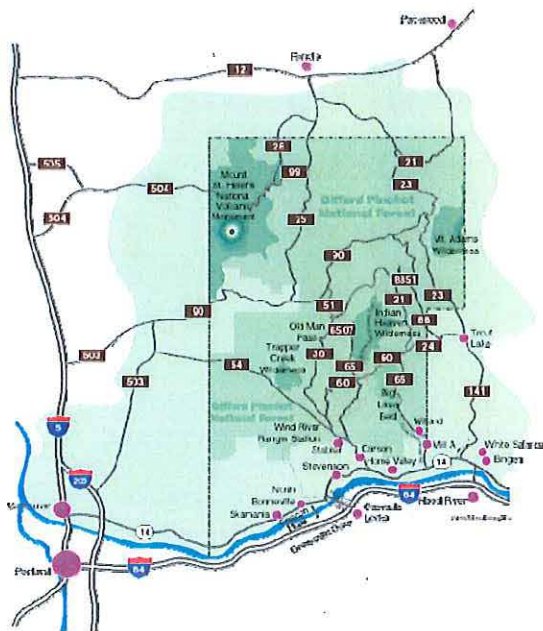 Packwood
Randle
12
26
21
99
23
505
504
504
Mount
St. Helens
National
Volcanic
Monument
Gifford Pinchot
National Forest
25
Mt. Adams
Wilderness
90
8851
90
51
21
23
Indian
Heaven
Wilderness
88
Old Man
Pass
6507
24
Trout
Lake
Trapper
Creek
Wilderness
503
54
30
65
60
60
503
66
141
Big
Lava
Bed
Gifford Pinchot
National Forest
5
Wind River
Ranger Station
Willard
Mill A
White Salmon
Bingen
Stabler
Carson
Home Valley
14
Stevenson
205
84
Hood River
North
Bonneville
Skamania
Cascade
Locks
Vancouver
14
Portland
84